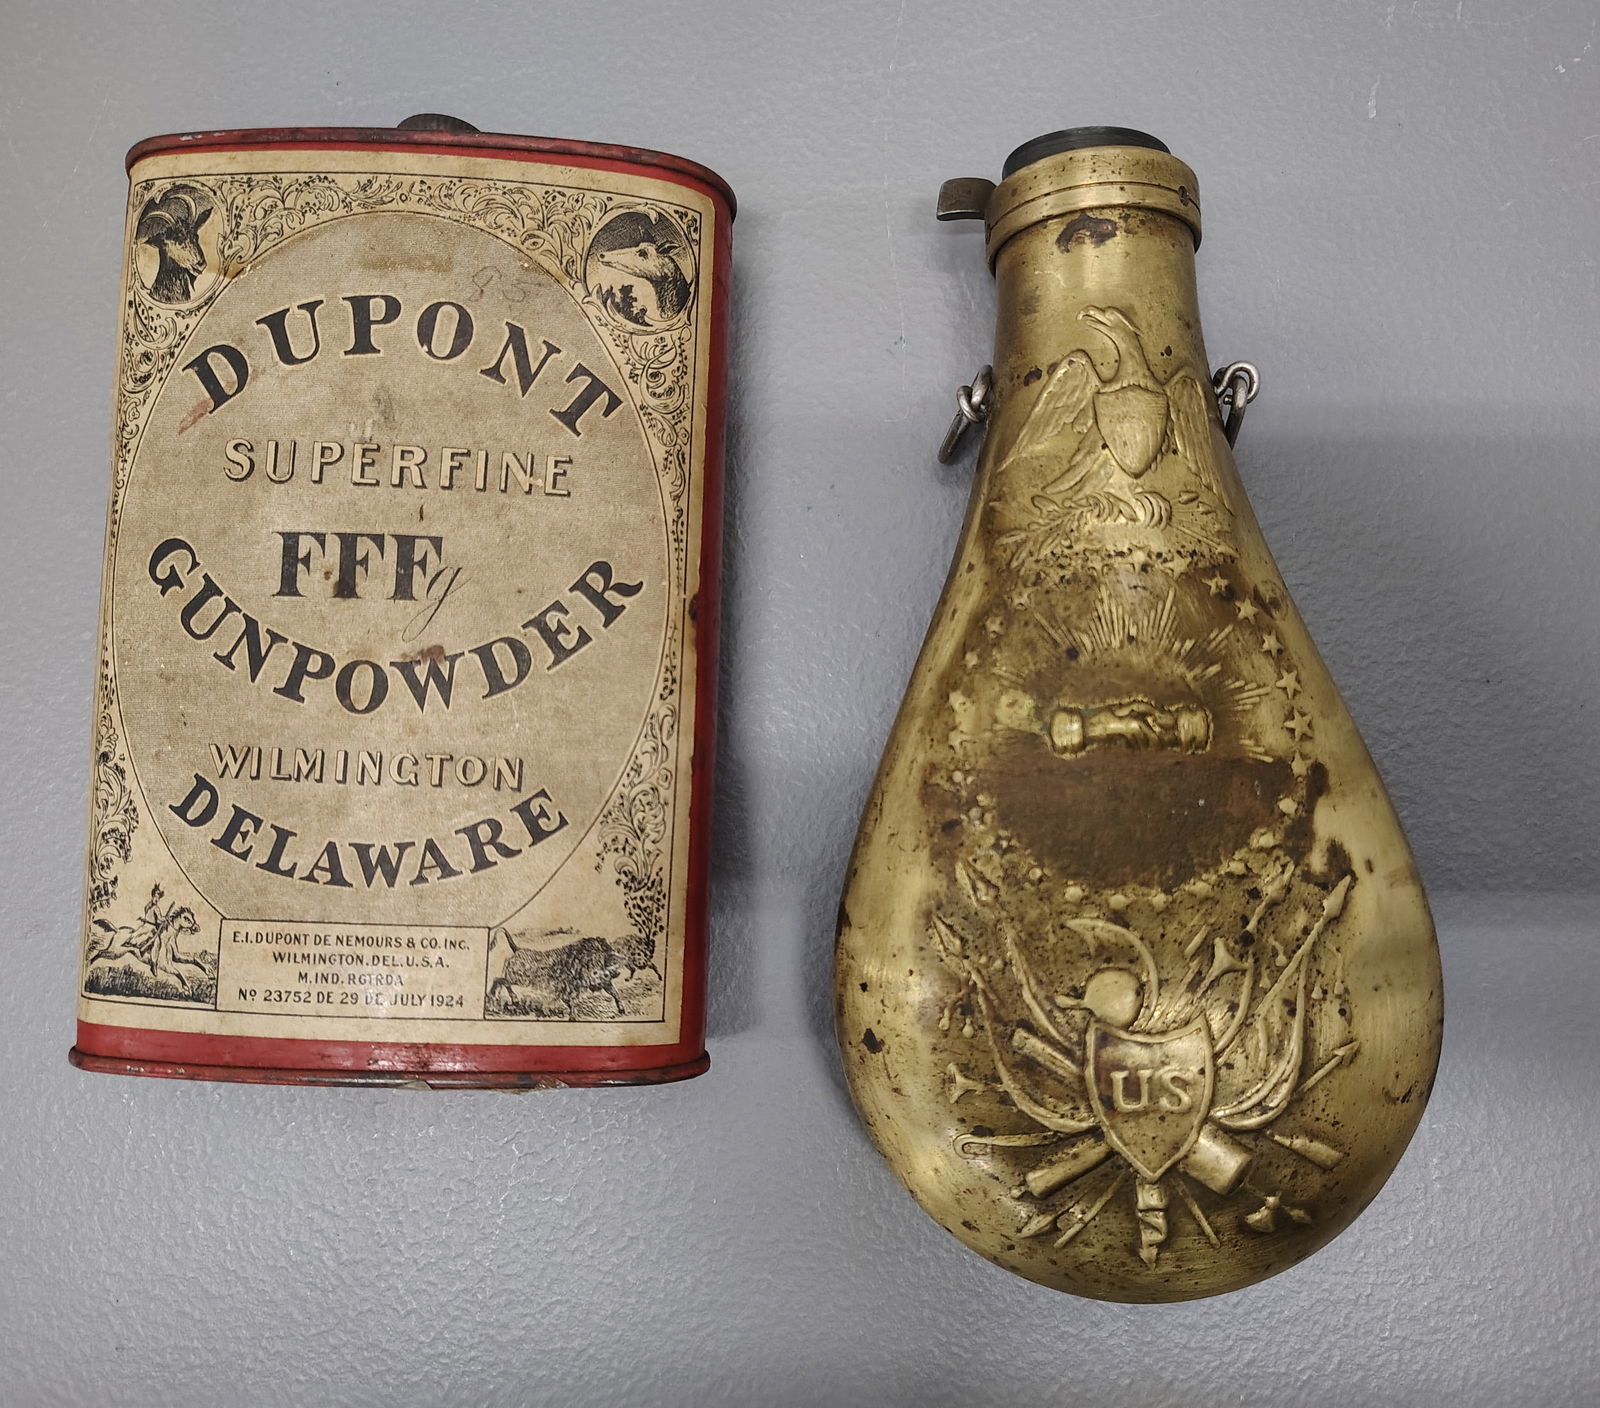 DUPONT
SUPERFINE
FFFg
GUNPOWDER
WILMINGTON
DELAWARE
E.I. DUPONT DE NEMOURS & CO. INC.
WILMINGTON. DEL. U.S.A.
M. IND. RGTRDA
Nº 23752 DE 29 DE JULY 1924
US